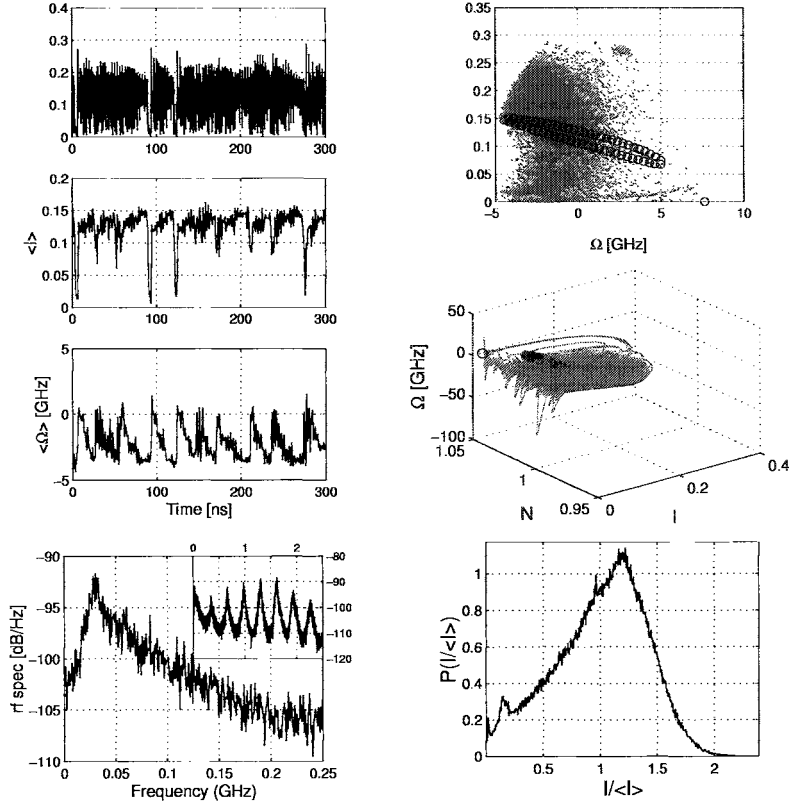 0.4
0.3
0.2
0.1
0
0 100 200 300
0.2
0.15
0.1
0.05
0
<I>
0 100 200 300
5
0
−5
<Ω> [GHz]
0 100 200 300
Time [ns]
−90
−95
−100
−105
−110
rf spec [dB/Hz]
0 0.05 0.1 0.15 0.2 0.25
Frequency (GHz)
0 1 2
−80
−90
−100
−110
−120
0.35
0.3
0.25
0.2
0.15
0.1
0.05
0
−5 0 5 10
Ω [GHz]
50
0
−50
−100
Ω [GHz]
1.05
1
0.95
N
0
0.2
0.4
I
1
0.8
0.6
0.4
0.2
0
P(I/<I>)
0.5 1 1.5 2
I/<I>